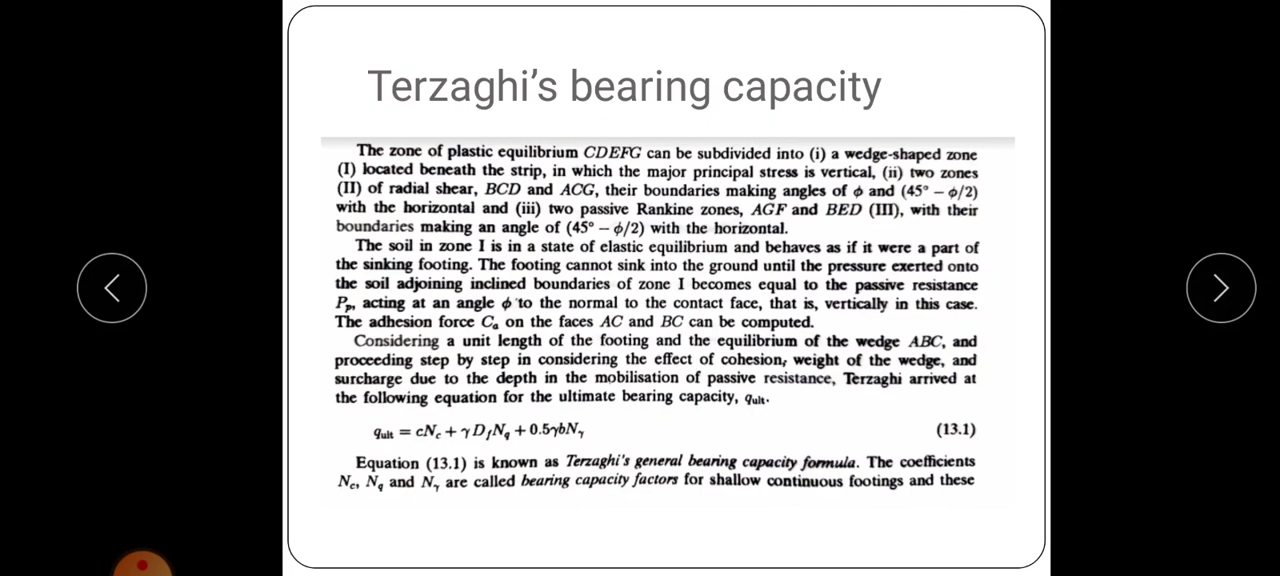 Terzaghi’s bearing capacity
The zone of plastic equilibrium CDEFG can be subdivided into (i) a wedge-shaped zone
(I) located beneath the strip, in which the major principal stress is vertical, (ii) two zones
(II) of radial shear, BCD and ACG, their boundaries making angles of ϕ and (45° − ϕ/2)
with the horizontal and (iii) two passive Rankine zones, AGF and BED (III), with their
boundaries making an angle of (45° − ϕ/2) with the horizontal.
The soil in zone I is in a state of elastic equilibrium and behaves as if it were a part of
the sinking footing. The footing cannot sink into the ground until the pressure exerted onto
the soil adjoining inclined boundaries of zone I becomes equal to the passive resistance
Pₚ, acting at an angle ϕ to the normal to the contact face, that is, vertically in this case.
The adhesion force Cₐ on the faces AC and BC can be computed.
Considering a unit length of the footing and the equilibrium of the wedge ABC, and
proceeding step by step in considering the effect of cohesion, weight of the wedge, and
surcharge due to the depth in the mobilisation of passive resistance, Terzaghi arrived at
the following equation for the ultimate bearing capacity, q_ult.
q_ult = cN_c + γD_fN_q + 0.5γbN_γ (13.1)
Equation (13.1) is known as Terzaghi's general bearing capacity formula. The coefficients
N_c, N_q and N_γ are called bearing capacity factors for shallow continuous footings and these